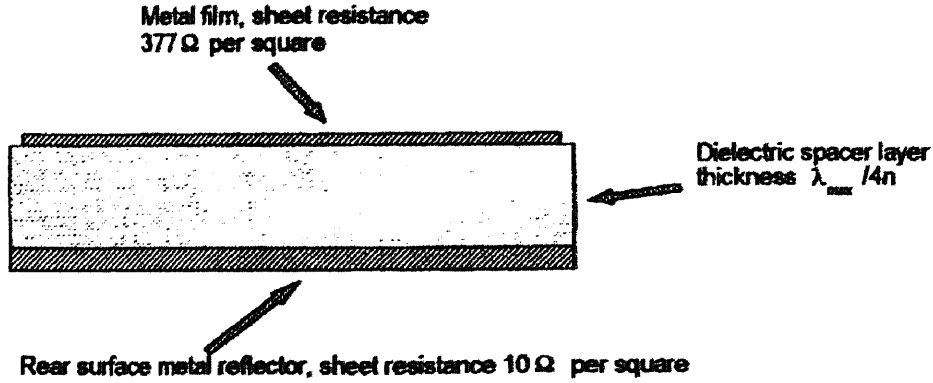 Metal film, sheet resistance
377 Ω per square
Dielectric spacer layer
thickness λmax /4n
Rear surface metal reflector, sheet resistance 10 Ω per square